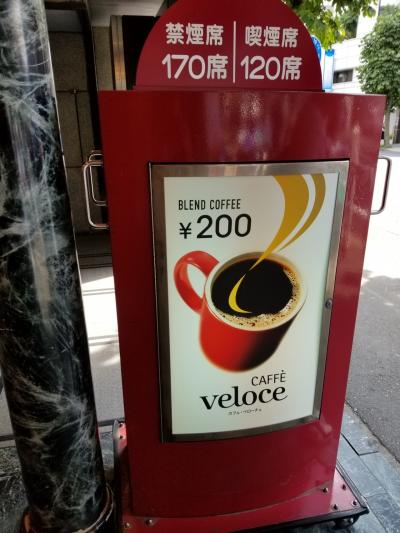 禁煙席 喫煙席
170席 120席
BLEND COFFEE
¥200
CAFFÈ
veloce
カフェ・ベローチェ